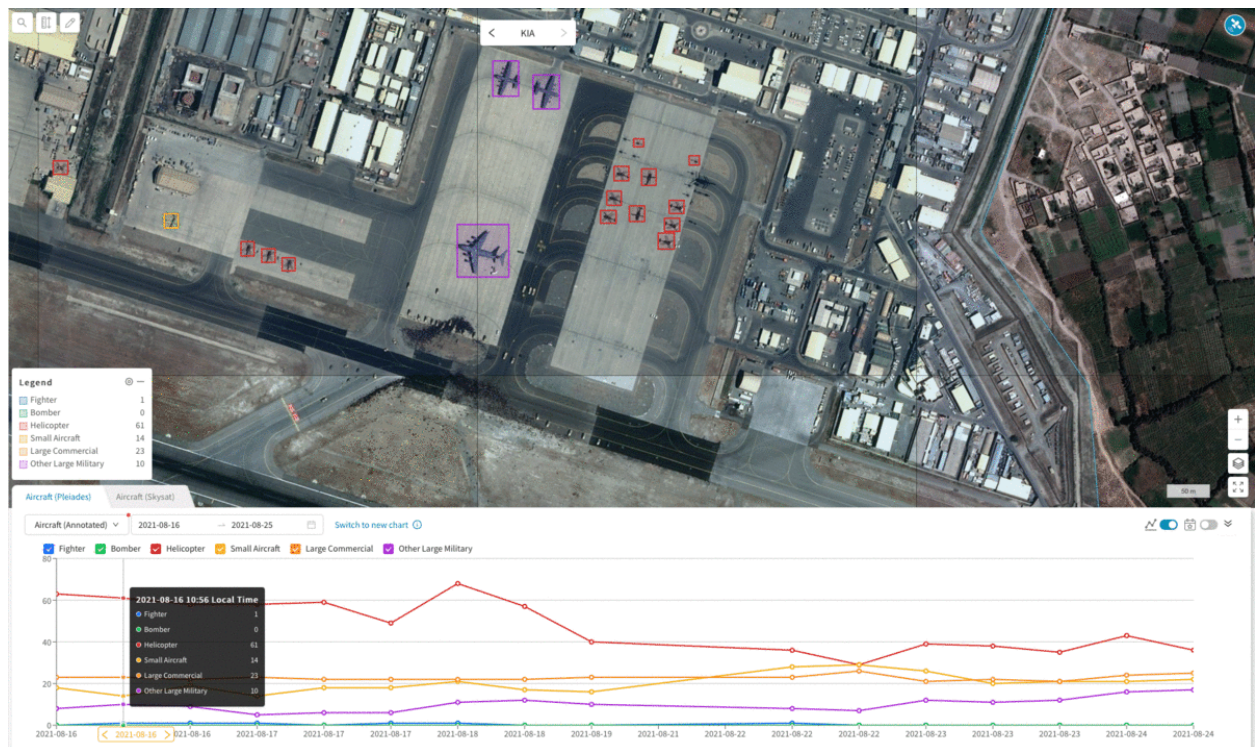 KIA
Legend
Fighter 1
Bomber 0
Helicopter 61
Small Aircraft 14
Large Commercial 23
Other Large Military 10
50 m
Aircraft (Pleiades) Aircraft (Skysat)
Aircraft (Annotated) 2021-08-16 → 2021-08-25 Switch to new chart
Fighter Bomber Helicopter Small Aircraft Large Commercial Other Large Military
80
60
40
20
0
2021-08-16 10:56 Local Time
Fighter 1
Bomber 0
Helicopter 61
Small Aircraft 14
Large Commercial 23
Other Large Military 10
2021-08-16 2021-08-16 2021-08-16 2021-08-17 2021-08-17 2021-08-17 2021-08-18 2021-08-18 2021-08-19 2021-08-21 2021-08-22 2021-08-22 2021-08-23 2021-08-23 2021-08-23 2021-08-24 2021-08-24